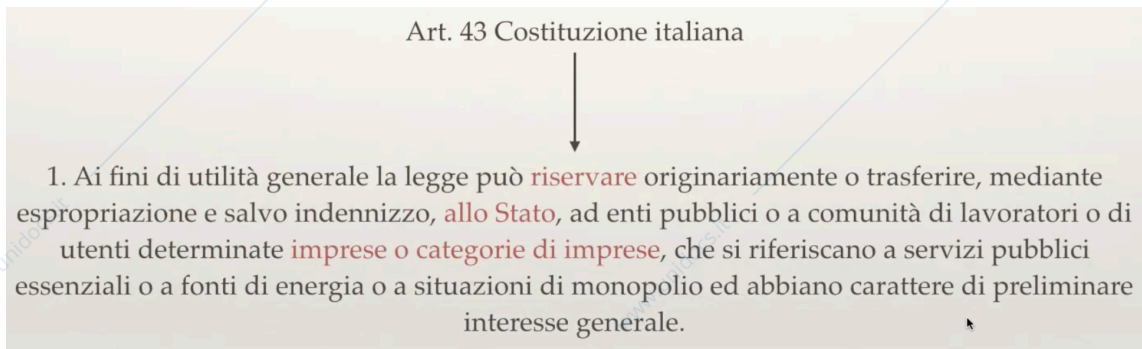 Art. 43 Costituzione italiana
1. Ai fini di utilità generale la legge può riservare originariamente o trasferire, mediante
espropriazione e salvo indennizzo, allo Stato, ad enti pubblici o a comunità di lavoratori o di
utenti determinate imprese o categorie di imprese, che si riferiscano a servizi pubblici
essenziali o a fonti di energia o a situazioni di monopolio ed abbiano carattere di preliminare
interesse generale.